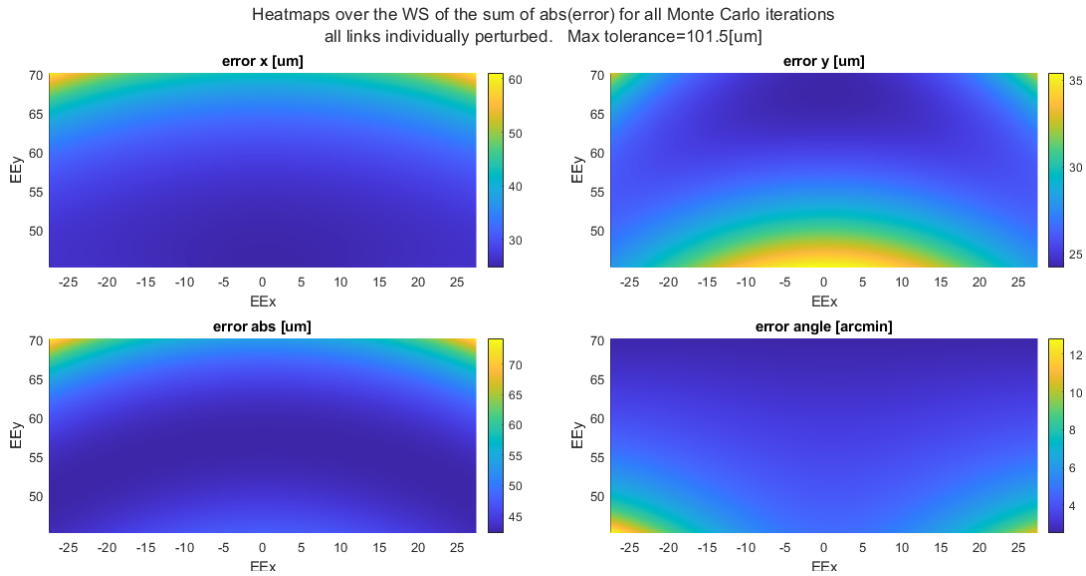 Heatmaps over the WS of the sum of abs(error) for all Monte Carlo iterations
all links individually perturbed.   Max tolerance=101.5[um]
error x [um]
70
65
60
55
50
EEy
-25 -20 -15 -10 -5 0 5 10 15 20 25
EEx
60
50
40
30
error y [um]
70
65
60
55
50
EEy
-25 -20 -15 -10 -5 0 5 10 15 20 25
EEx
35
30
25
error abs [um]
70
65
60
55
50
EEy
-25 -20 -15 -10 -5 0 5 10 15 20 25
EEx
70
65
60
55
50
45
error angle [arcmin]
70
65
60
55
50
EEy
-25 -20 -15 -10 -5 0 5 10 15 20 25
EEx
12
10
8
6
4